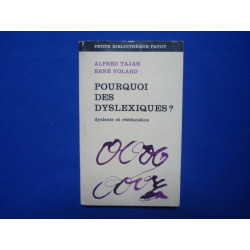 PETITE BIBLIOTHÈQUE PAYOT
ALFRED TAJAN
RENÉ VOLARD
POURQUOI
DES
DYSLEXIQUES?
dyslexie et rééducation